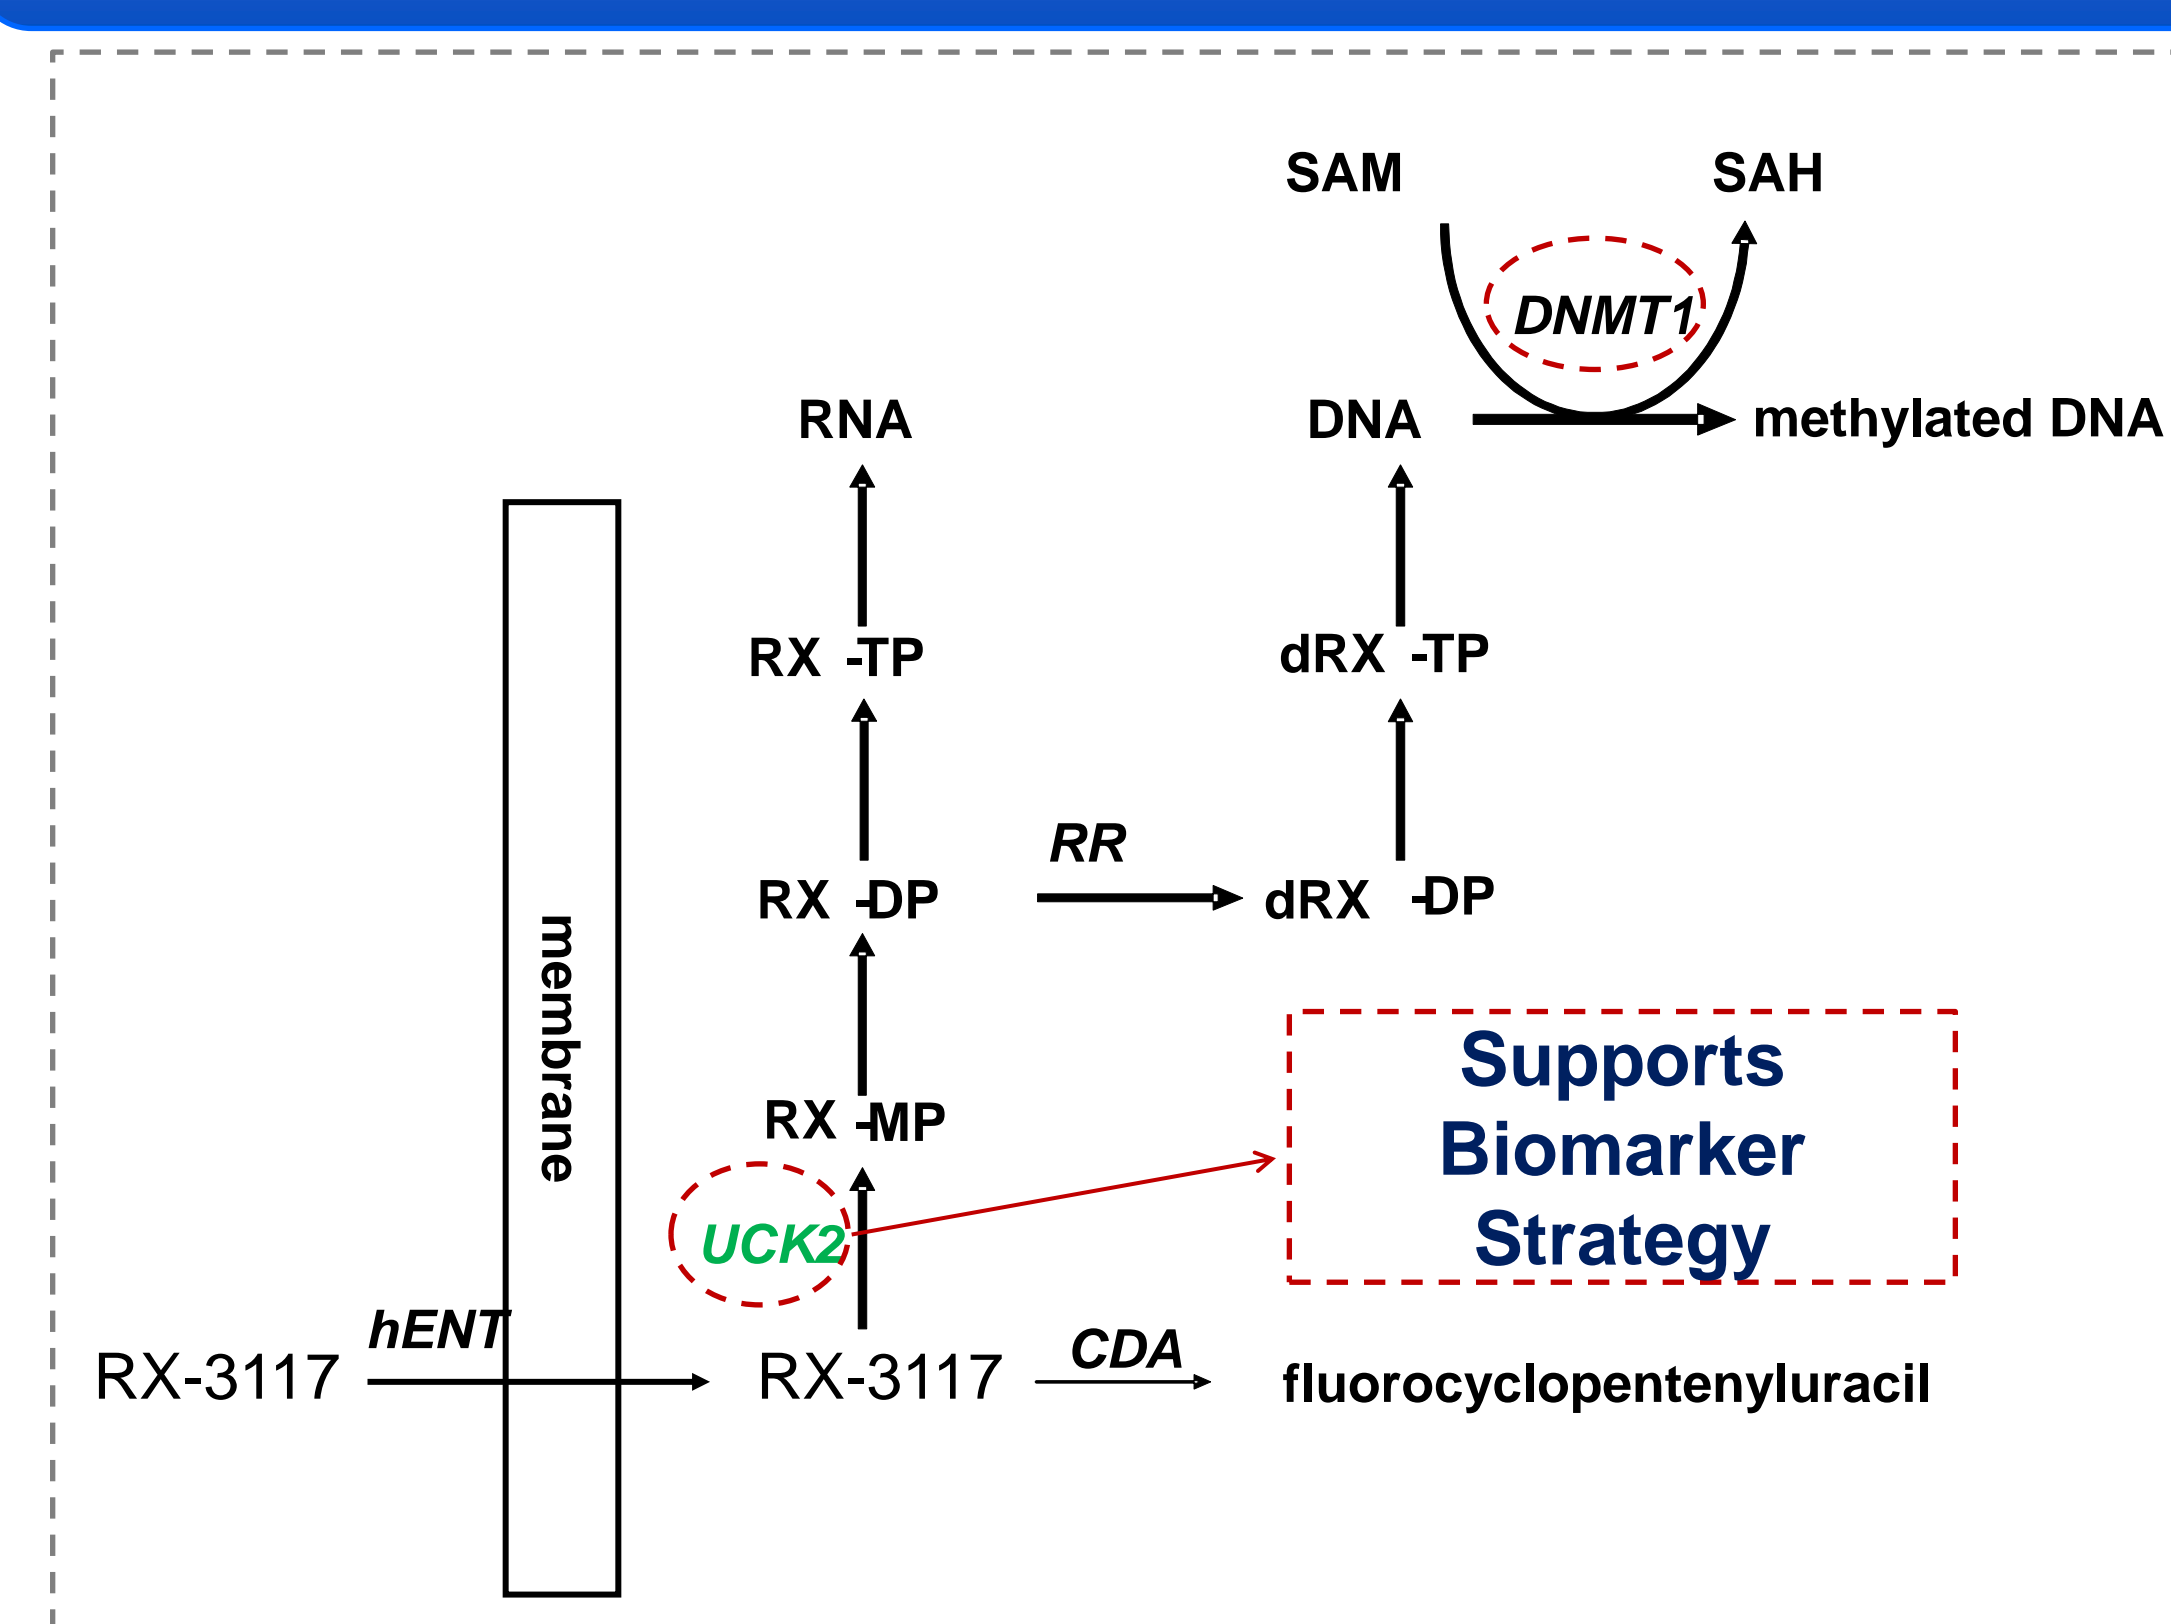 SAM SAH
DNMT1
RNA DNA methylated DNA
RX -TP dRX -TP
RR
RX -DP dRX -DP
membrane
Supports
Biomarker
Strategy
RX -MP
UCK2
hENT CDA
RX-3117 RX-3117 fluorocyclopentenyluracil